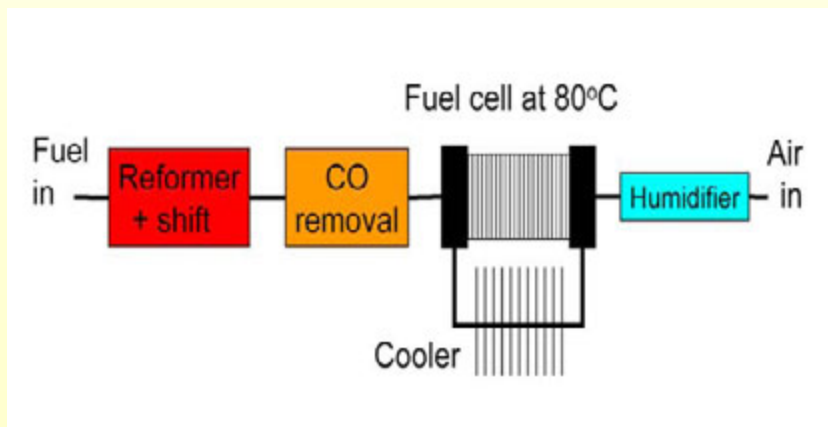 Fuel cell at 80°C
Fuel
in
Reformer
+ shift
CO
removal
Humidifier
Air
in
Cooler